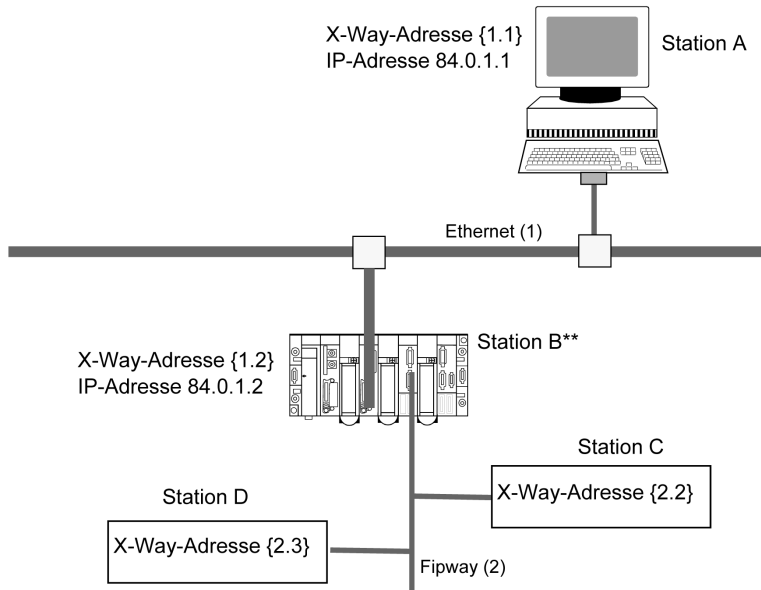 X-Way-Adresse {1.1}
IP-Adresse 84.0.1.1
Station A
Ethernet (1)
Station B**
X-Way-Adresse {1.2}
IP-Adresse 84.0.1.2
Station C
X-Way-Adresse {2.2}
Station D
X-Way-Adresse {2.3}
Fipway (2)